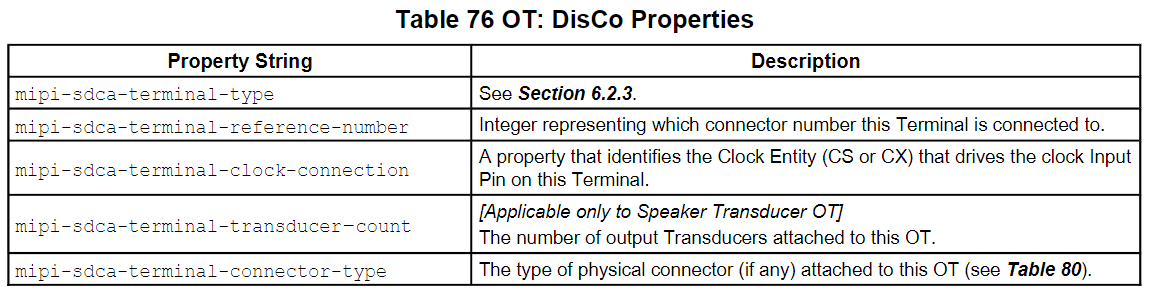 Table 76 OT: DisCo Properties
Property String Description
mipi-sdca-terminal-type See Section 6.2.3.
mipi-sdca-terminal-reference-number Integer representing which connector number this Terminal is connected to.
mipi-sdca-terminal-clock-connection A property that identifies the Clock Entity (CS or CX) that drives the clock Input
Pin on this Terminal.
mipi-sdca-terminal-transducer-count [Applicable only to Speaker Transducer OT]
The number of output Transducers attached to this OT.
mipi-sdca-terminal-connector-type The type of physical connector (if any) attached to this OT (see Table 80).